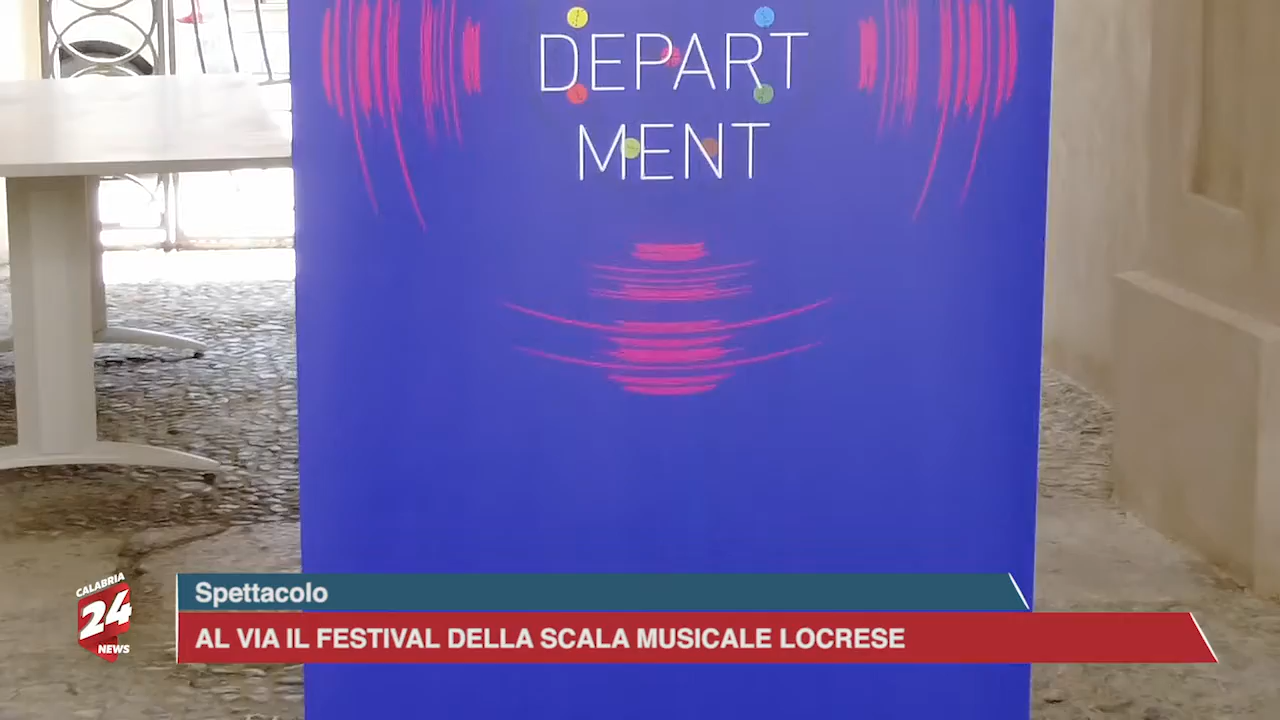 DEPART
MENT
CALABRIA
24
NEWS
Spettacolo
AL VIA IL FESTIVAL DELLA SCALA MUSICALE LOCRESE